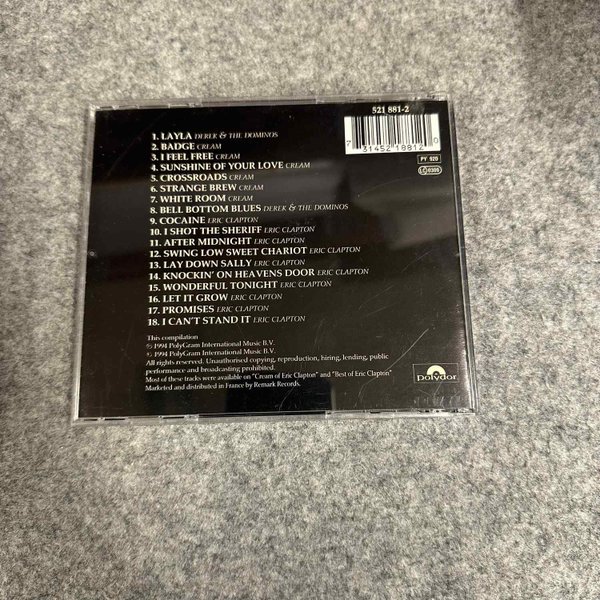 521 881-2
7 31452 18812 0
PY 920
LC 0309
1. LAYLA DEREK & THE DOMINOS
2. BADGE CREAM
3. I FEEL FREE CREAM
4. SUNSHINE OF YOUR LOVE CREAM
5. CROSSROADS CREAM
6. STRANGE BREW CREAM
7. WHITE ROOM CREAM
8. BELL BOTTOM BLUES DEREK & THE DOMINOS
9. COCAINE ERIC CLAPTON
10. I SHOT THE SHERIFF ERIC CLAPTON
11. AFTER MIDNIGHT ERIC CLAPTON
12. SWING LOW SWEET CHARIOT ERIC CLAPTON
13. LAY DOWN SALLY ERIC CLAPTON
14. KNOCKIN' ON HEAVENS DOOR ERIC CLAPTON
15. WONDERFUL TONIGHT ERIC CLAPTON
16. LET IT GROW ERIC CLAPTON
17. PROMISES ERIC CLAPTON
18. I CAN'T STAND IT ERIC CLAPTON
This compilation
℗ 1994 PolyGram International Music B.V.
© 1994 PolyGram International Music B.V.
All rights reserved. Unauthorised copying, reproduction, hiring, lending, public
performance and broadcasting prohibited.
Most of these tracks were available on "Cream of Eric Clapton" and "Best of Eric Clapton"
Marketed and distributed in France by Remark Records.
polydor